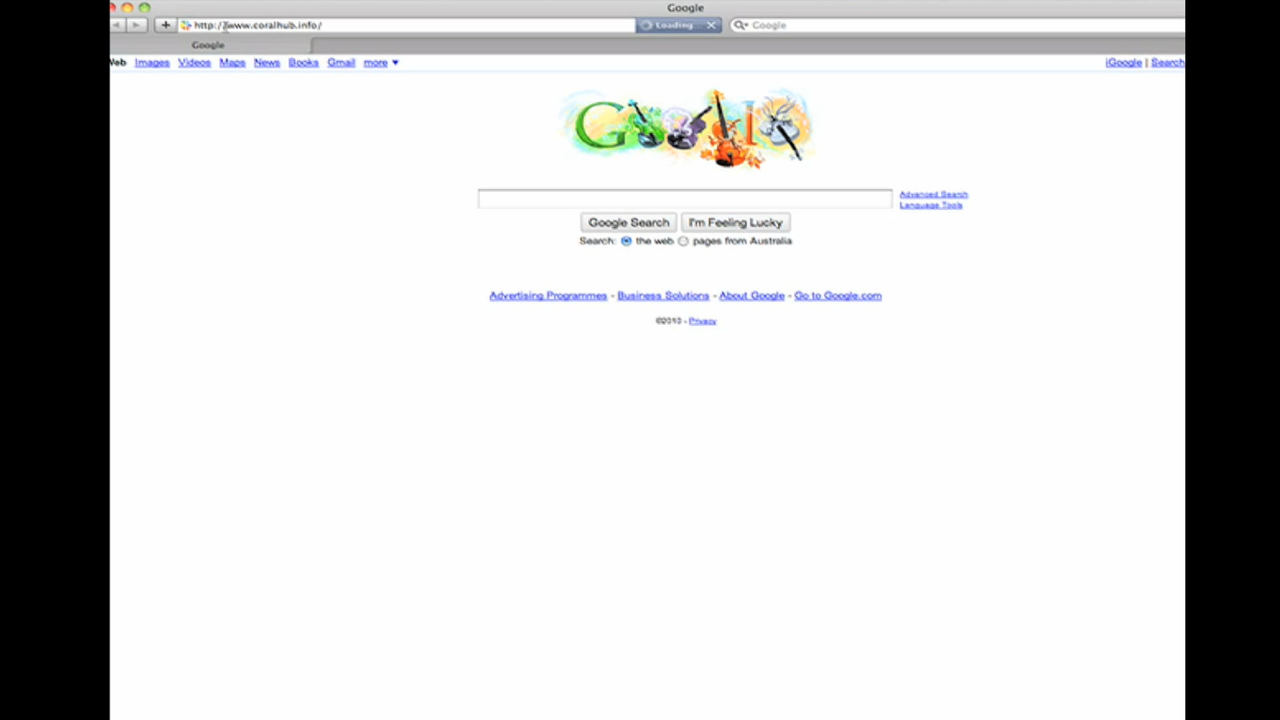 Google
http://www.coralhub.info/
Loading
Google
Google
Web Images Videos Maps News Books Gmail more
iGoogle | Search
Google
Advanced Search
Language Tools
Google Search
I'm Feeling Lucky
Search: the web pages from Australia
Advertising Programmes - Business Solutions - About Google - Go to Google.com
©2010 - Privacy